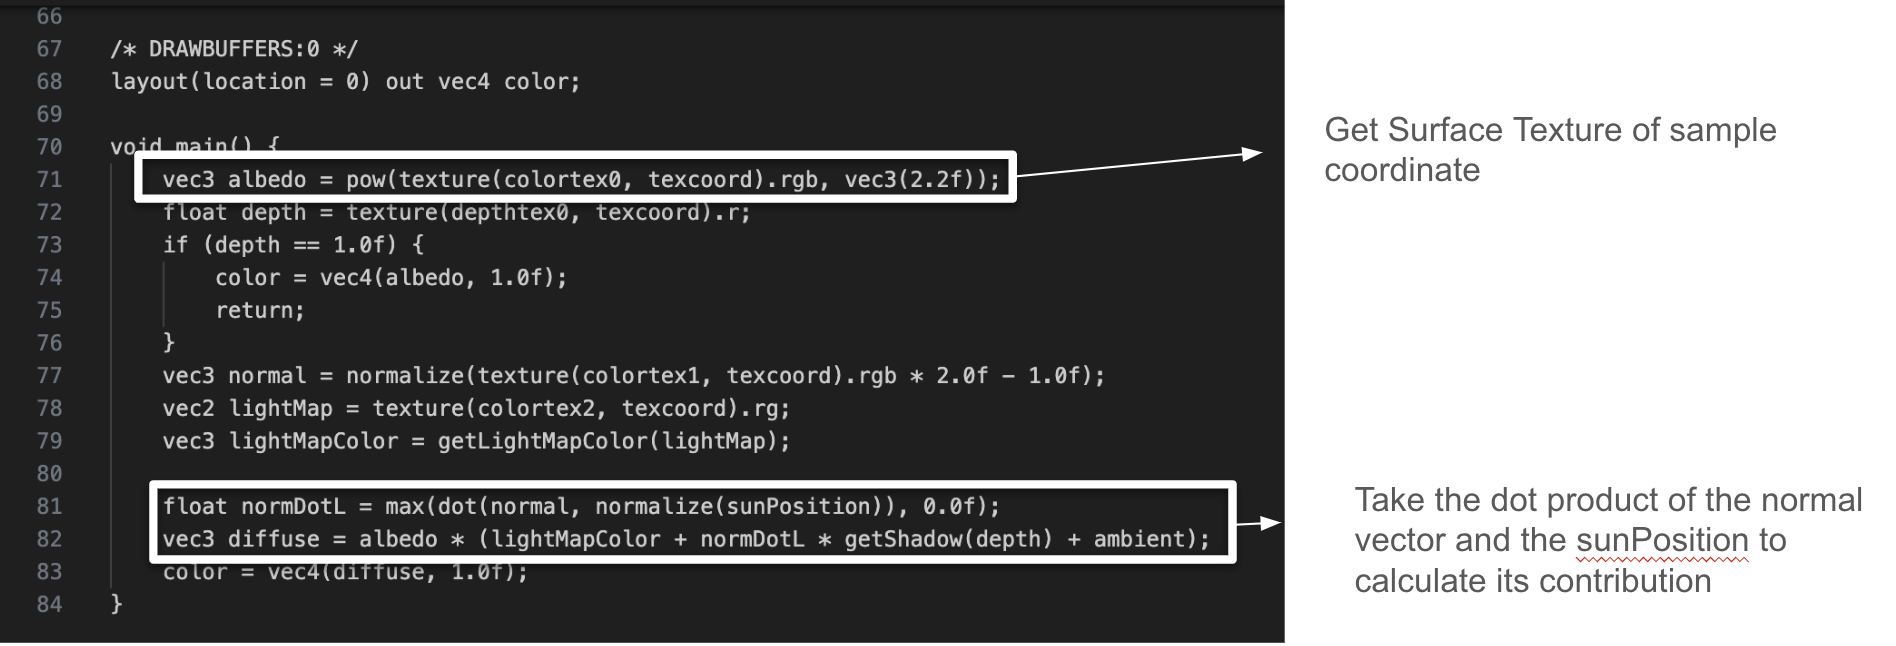 66
67 /* DRAWBUFFERS:0 */
68 layout(location = 0) out vec4 color;
69
70 void main() {
71 vec3 albedo = pow(texture(colortex0, texcoord).rgb, vec3(2.2f));
72 float depth = texture(depthtex0, texcoord).r;
73 if (depth == 1.0f) {
74 color = vec4(albedo, 1.0f);
75 return;
76 }
77 vec3 normal = normalize(texture(colortex1, texcoord).rgb * 2.0f - 1.0f);
78 vec2 lightMap = texture(colortex2, texcoord).rg;
79 vec3 lightMapColor = getLightMapColor(lightMap);
80
81 float normDotL = max(dot(normal, normalize(sunPosition)), 0.0f);
82 vec3 diffuse = albedo * (lightMapColor + normDotL * getShadow(depth) + ambient);
83 color = vec4(diffuse, 1.0f);
84 }
Get Surface Texture of sample
coordinate
Take the dot product of the normal
vector and the sunPosition to
calculate its contribution